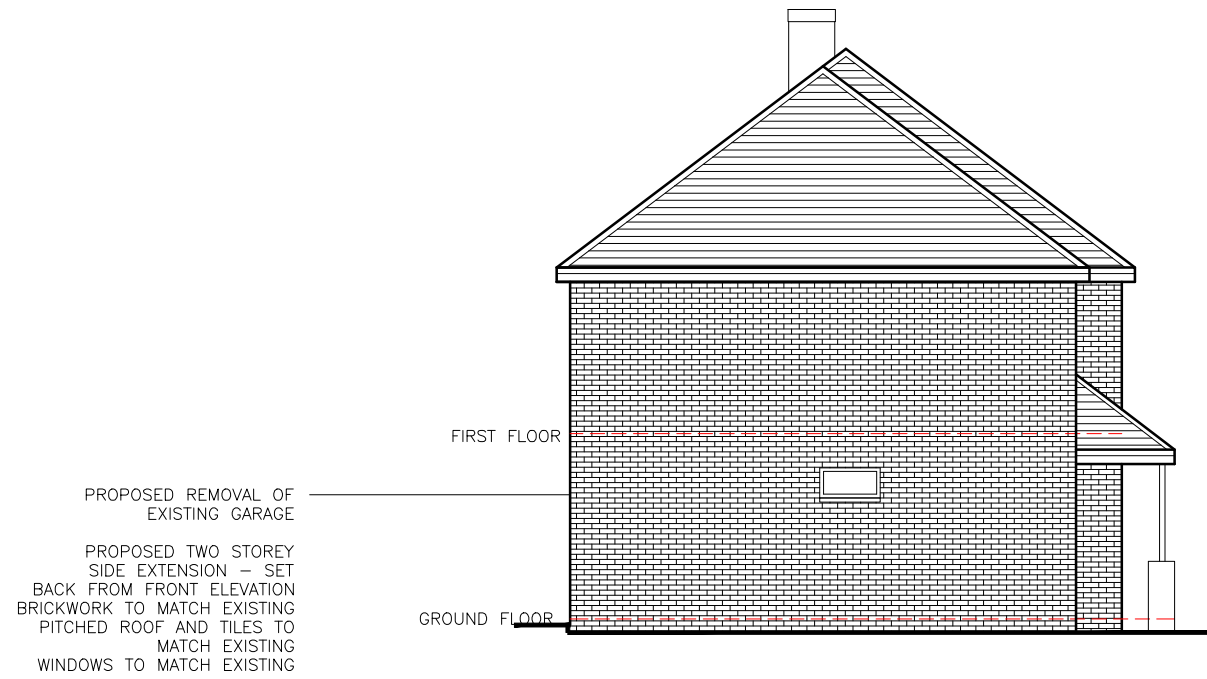 FIRST FLOOR
PROPOSED REMOVAL OF
EXISTING GARAGE
PROPOSED TWO STOREY
SIDE EXTENSION – SET
BACK FROM FRONT ELEVATION
BRICKWORK TO MATCH EXISTING
PITCHED ROOF AND TILES TO
MATCH EXISTING
WINDOWS TO MATCH EXISTING
GROUND FLOOR